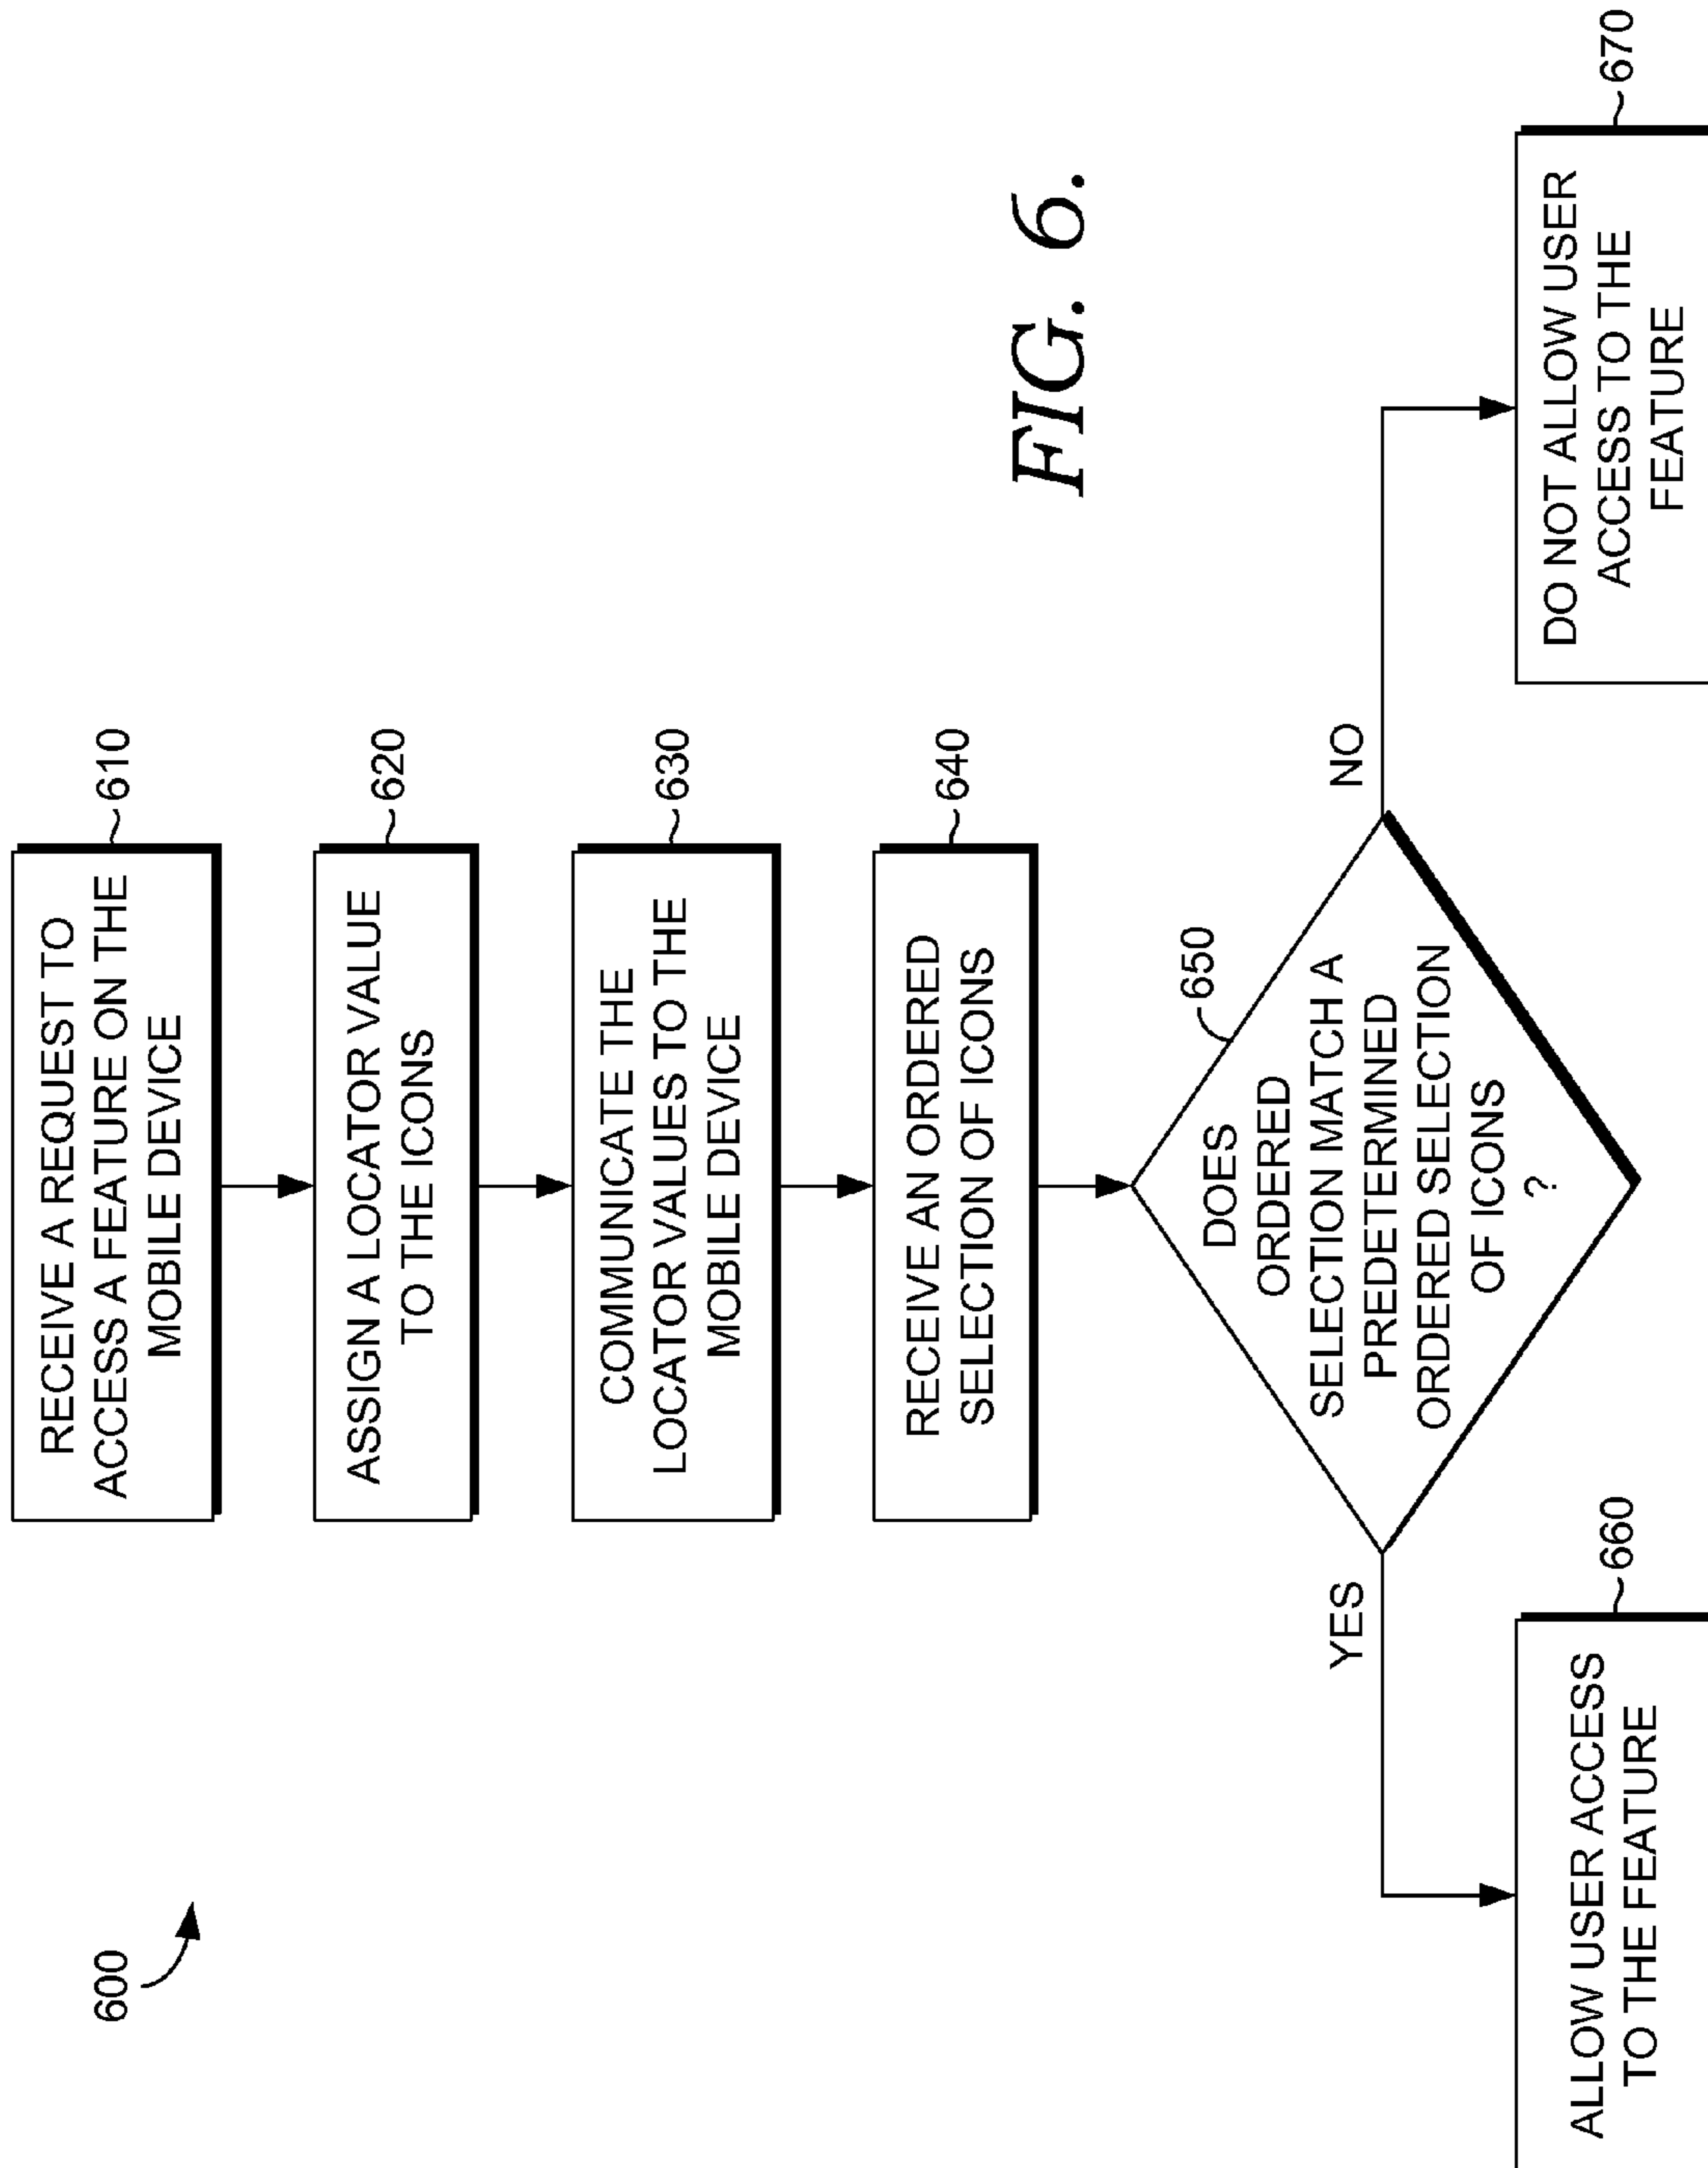 600
RECEIVE A REQUEST TO
ACCESS A FEATURE ON THE
MOBILE DEVICE
610
ASSIGN A LOCATOR VALUE
TO THE ICONS
620
COMMUNICATE THE
LOCATOR VALUES TO THE
MOBILE DEVICE
630
RECEIVE AN ORDERED
SELECTION OF ICONS
640
DOES
ORDERED
SELECTION MATCH A
PREDETERMINED
ORDERED SELECTION
OF ICONS
?
650
YES
NO
ALLOW USER ACCESS
TO THE FEATURE
660
DO NOT ALLOW USER
ACCESS TO THE
FEATURE
670
FIG. 6.